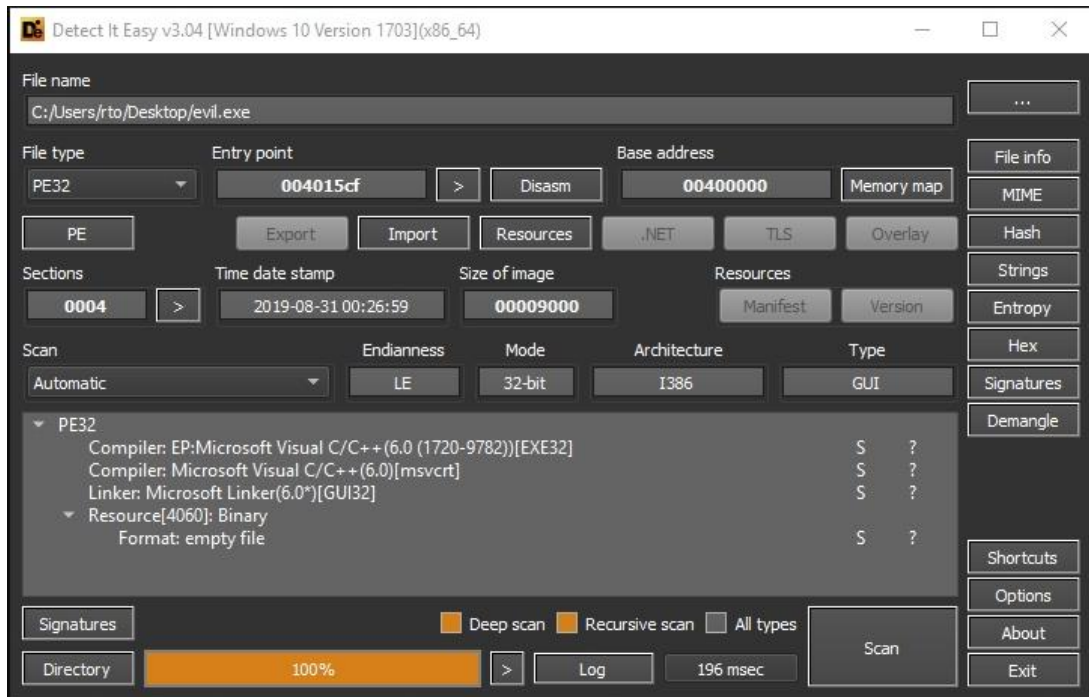 Detect It Easy v3.04 [Windows 10 Version 1703](x86_64)
File name
C:/Users/rto/Desktop/evil.exe
...
File type Entry point Base address
File info
PE32 004015cf > Disasm 00400000 Memory map
MIME
PE Export Import Resources .NET TLS Overlay
Hash
Sections Time date stamp Size of image Resources
Strings
0004 > 2019-08-31 00:26:59 00009000 Manifest Version
Entropy
Scan Endianness Mode Architecture Type
Hex
Automatic LE 32-bit I386 GUI
Signatures
PE32
Demangle
Compiler: EP:Microsoft Visual C/C++(6.0 (1720-9782))[EXE32] S ?
Compiler: Microsoft Visual C/C++(6.0)[msvcrt] S ?
Linker: Microsoft Linker(6.0*)[GUI32] S ?
Resource[4060]: Binary
Format: empty file S ?
Shortcuts
Options
Signatures Deep scan Recursive scan All types Scan
About
Directory 100% > Log 196 msec
Exit